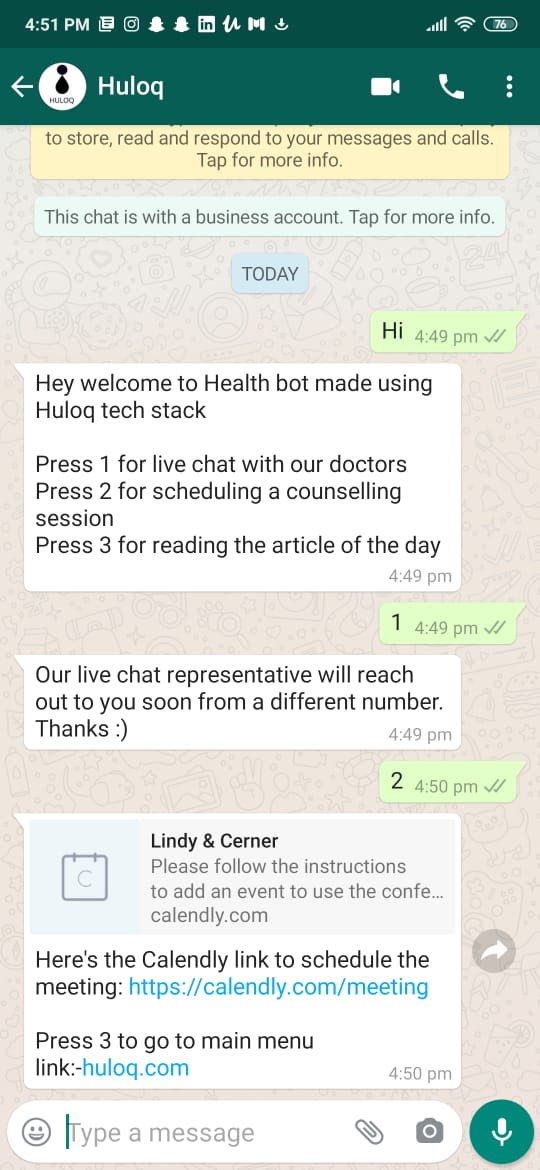 4:51 PM
76
HULOQ
Huloq
to store, read and respond to your messages and calls.
Tap for more info.
This chat is with a business account. Tap for more info.
TODAY
Hi 4:49 pm
Hey welcome to Health bot made using
Huloq tech stack
Press 1 for live chat with our doctors
Press 2 for scheduling a counselling
session
Press 3 for reading the article of the day
4:49 pm
1 4:49 pm
Our live chat representative will reach
out to you soon from a different number.
Thanks :)
4:49 pm
2 4:50 pm
Lindy & Cerner
Please follow the instructions
to add an event to use the confe...
calendly.com
Here's the Calendly link to schedule the
meeting: https://calendly.com/meeting
Press 3 to go to main menu
link:-huloq.com
4:50 pm
Type a message